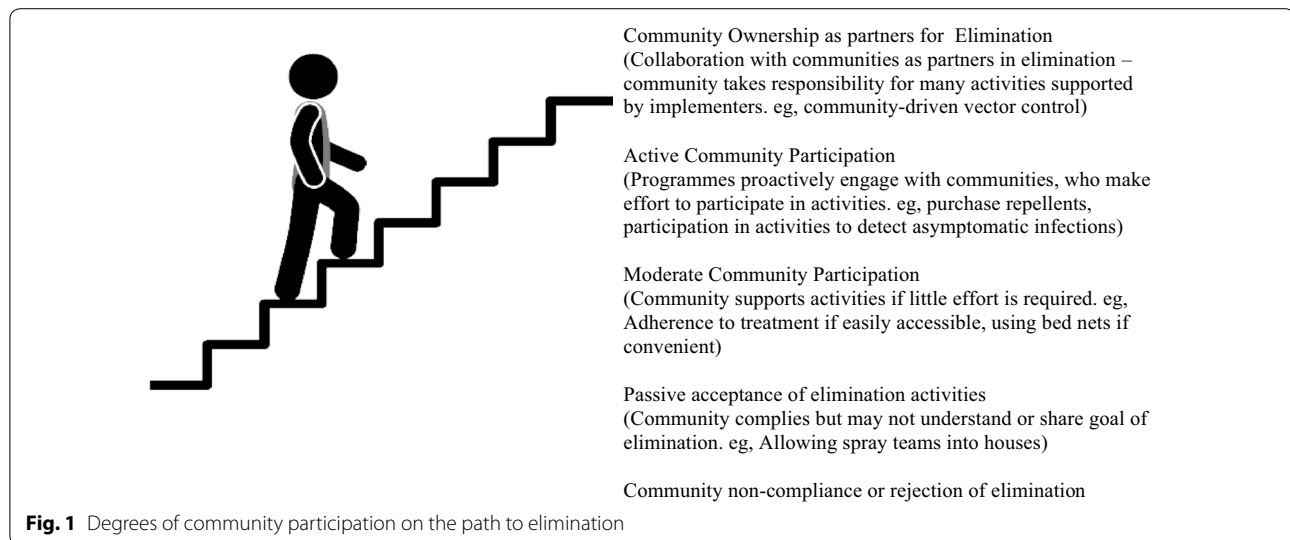 Community Ownership as partners for Elimination
(Collaboration with communities as partners in elimination –
community takes responsibility for many activities supported
by implementers. eg, community-driven vector control)
Active Community Participation
(Programmes proactively engage with communities, who make
effort to participate in activities. eg, purchase repellents,
participation in activities to detect asymptomatic infections)
Moderate Community Participation
(Community supports activities if little effort is required. eg,
Adherence to treatment if easily accessible, using bed nets if
convenient)
Passive acceptance of elimination activities
(Community complies but may not understand or share goal of
elimination. eg, Allowing spray teams into houses)
Community non-compliance or rejection of elimination
Fig. 1 Degrees of community participation on the path to elimination